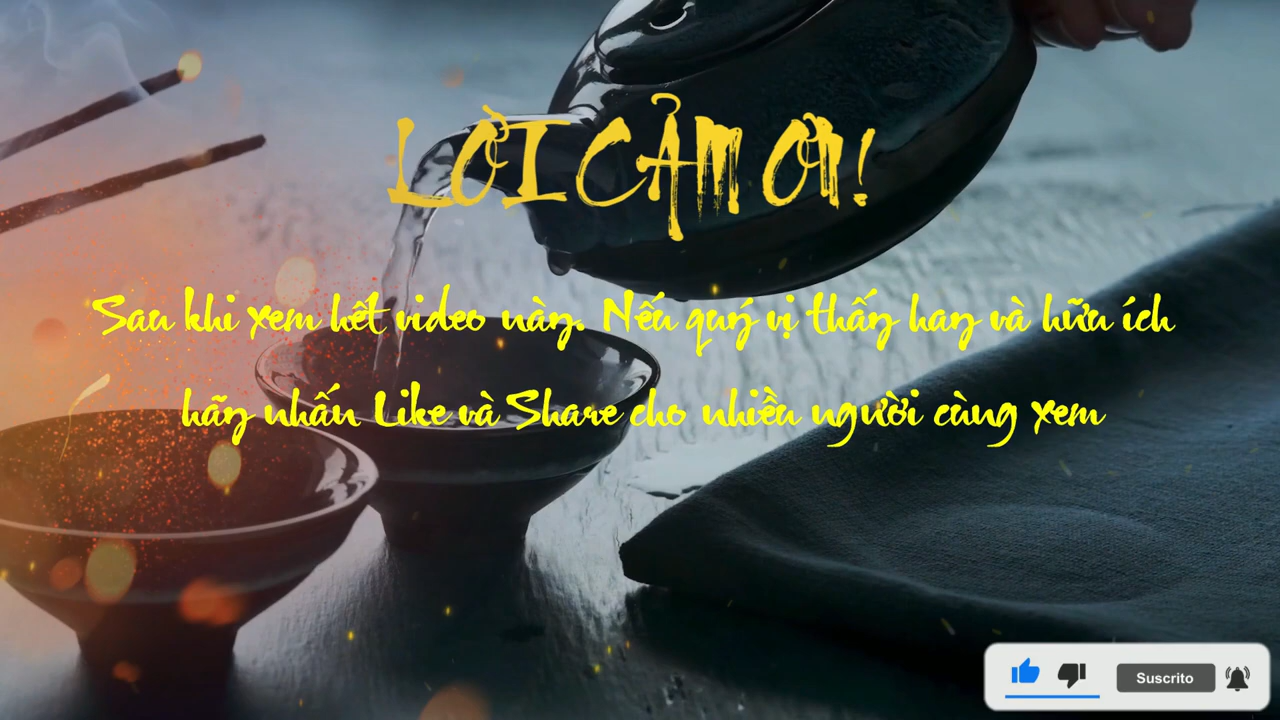 LỜI CẢM ƠN!
Sau khi xem hết video này. Nếu quý vị thấy hay và hữu ích
hãy nhấn Like và Share cho nhiều người cùng xem
Suscrito